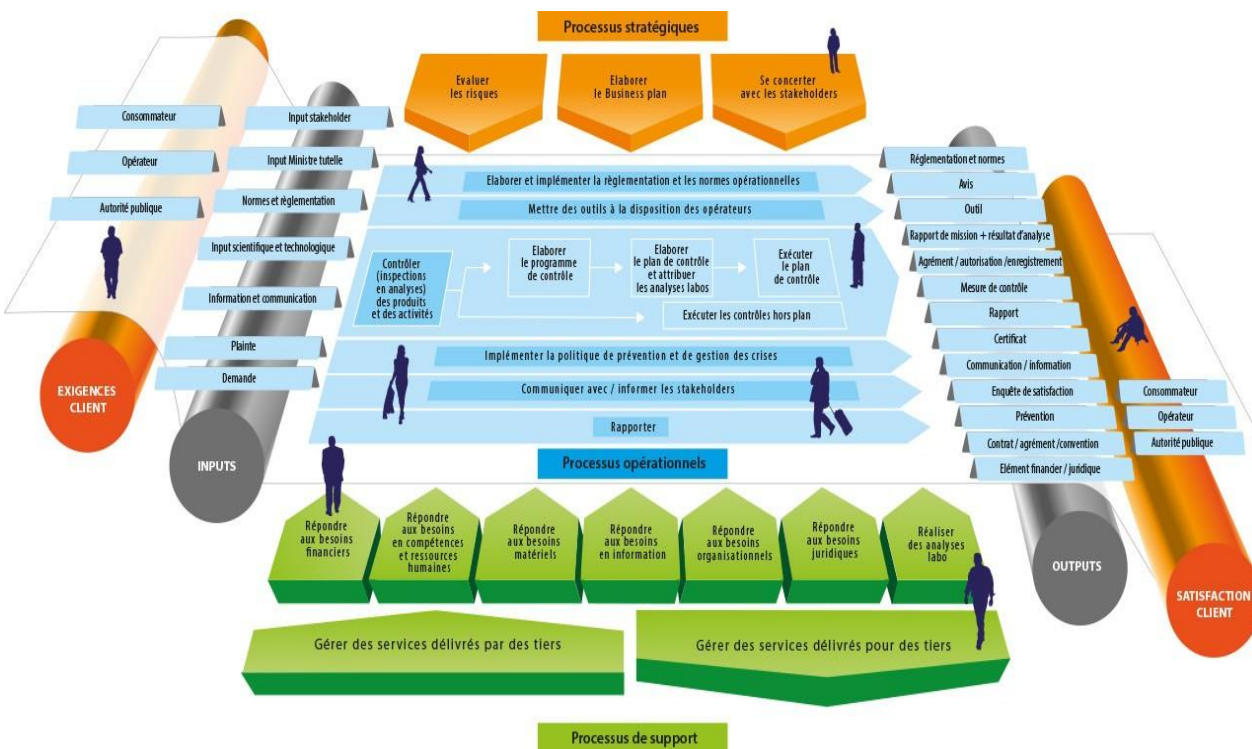 Processus stratégiques
Evaluer
les risques
Elaborer
le Business plan
Se concerter
avec les stakeholders
Consommateur
Opérateur
Autorité publique
EXIGENCES
CLIENT
Input stakeholder
Input Ministre tutelle
Normes et règlementation
Input scientifique et technologique
Information et communication
Plainte
Demande
INPUTS
Elaborer et implémenter la règlementation et les normes opérationnelles
Mettre des outils à la disposition des opérateurs
Contrôler
(inspections
en analyses)
des produits
et des activités
Elaborer
le programme
de contrôle
Elaborer
le plan de contrôle
et attribuer
les analyses labos
Exécuter
le plan
de contrôle
Exécuter les contrôles hors plan
Implémenter la politique de prévention et de gestion des crises
Communiquer avec / informer les stakeholders
Rapporter
Processus opérationnels
Réglementation et normes
Avis
Outil
Rapport de mission + résultat d'analyse
Agrément / autorisation /enregistrement
Mesure de contrôle
Rapport
Certificat
Communication / information
Enquête de satisfaction
Prévention
Contrat / agrément /convention
Elément financier / juridique
OUTPUTS
Consommateur
Opérateur
Autorité publique
SATISFACTION
CLIENT
Répondre
aux besoins
financiers
Répondre
aux besoins
en compétences
et ressources
humaines
Répondre
aux besoins
matériels
Répondre
aux besoins
en information
Répondre
aux besoins
organisationnels
Répondre
aux besoins
juridiques
Réaliser
des analyses
labo
Gérer des services délivrés par des tiers
Gérer des services délivrés pour des tiers
Processus de support